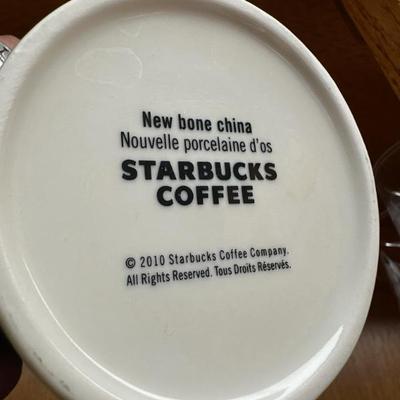 New bone china
Nouvelle porcelaine d'os
STARBUCKS
COFFEE
© 2010 Starbucks Coffee Company.
All Rights Reserved. Tous Droits Réservés.